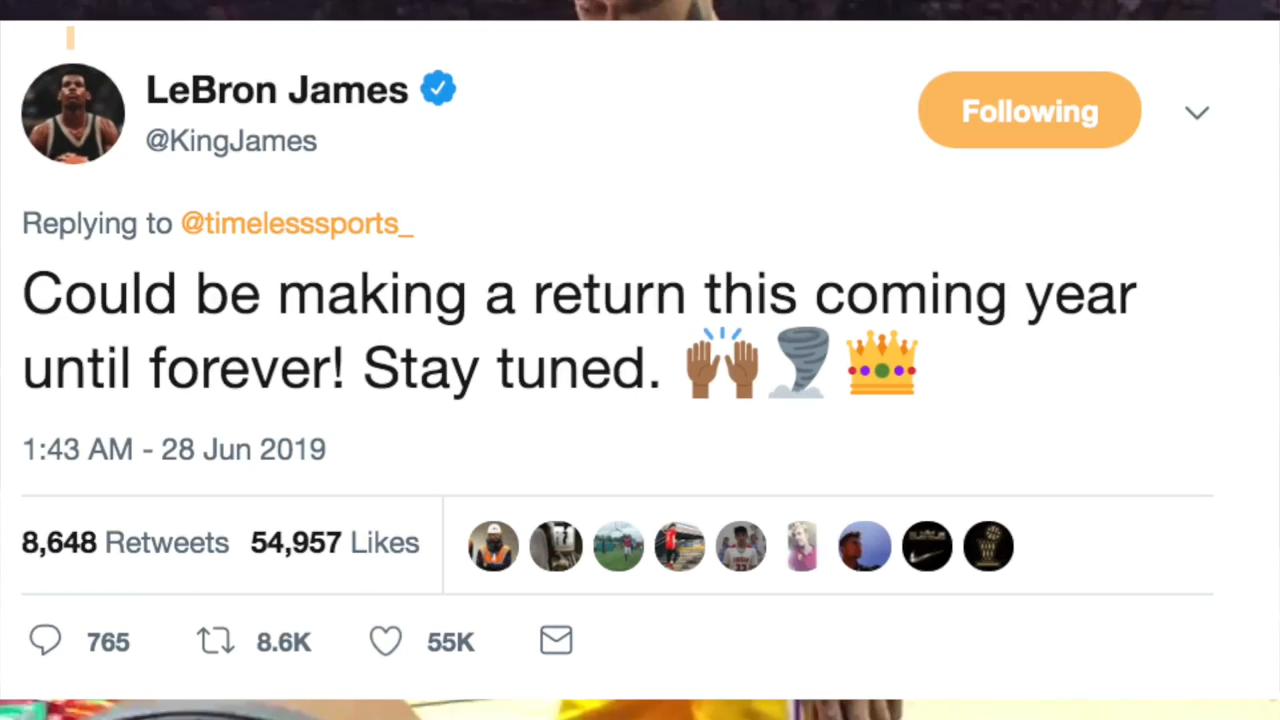 LeBron James
@KingJames
Following
Replying to @timelesssports_
Could be making a return this coming year
until forever! Stay tuned. 🙌🏾🌪👑
1:43 AM - 28 Jun 2019
8,648 Retweets 54,957 Likes
765 8.6K 55K